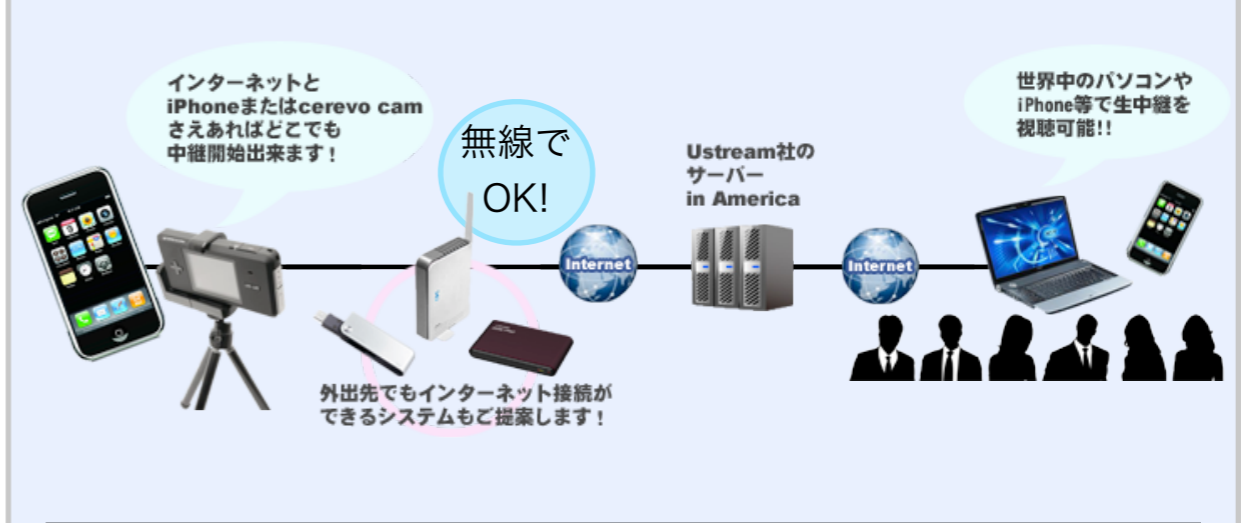 インターネットと
iPhoneまたはcerevo cam
さえあればどこでも
中継開始出来ます！
無線で
OK!
Ustream社の
サーバー
in America
世界中のパソコンや
iPhone等で生中継を
視聴可能!!
Internet
Internet
外出先でもインターネット接続が
できるシステムもご提案します！